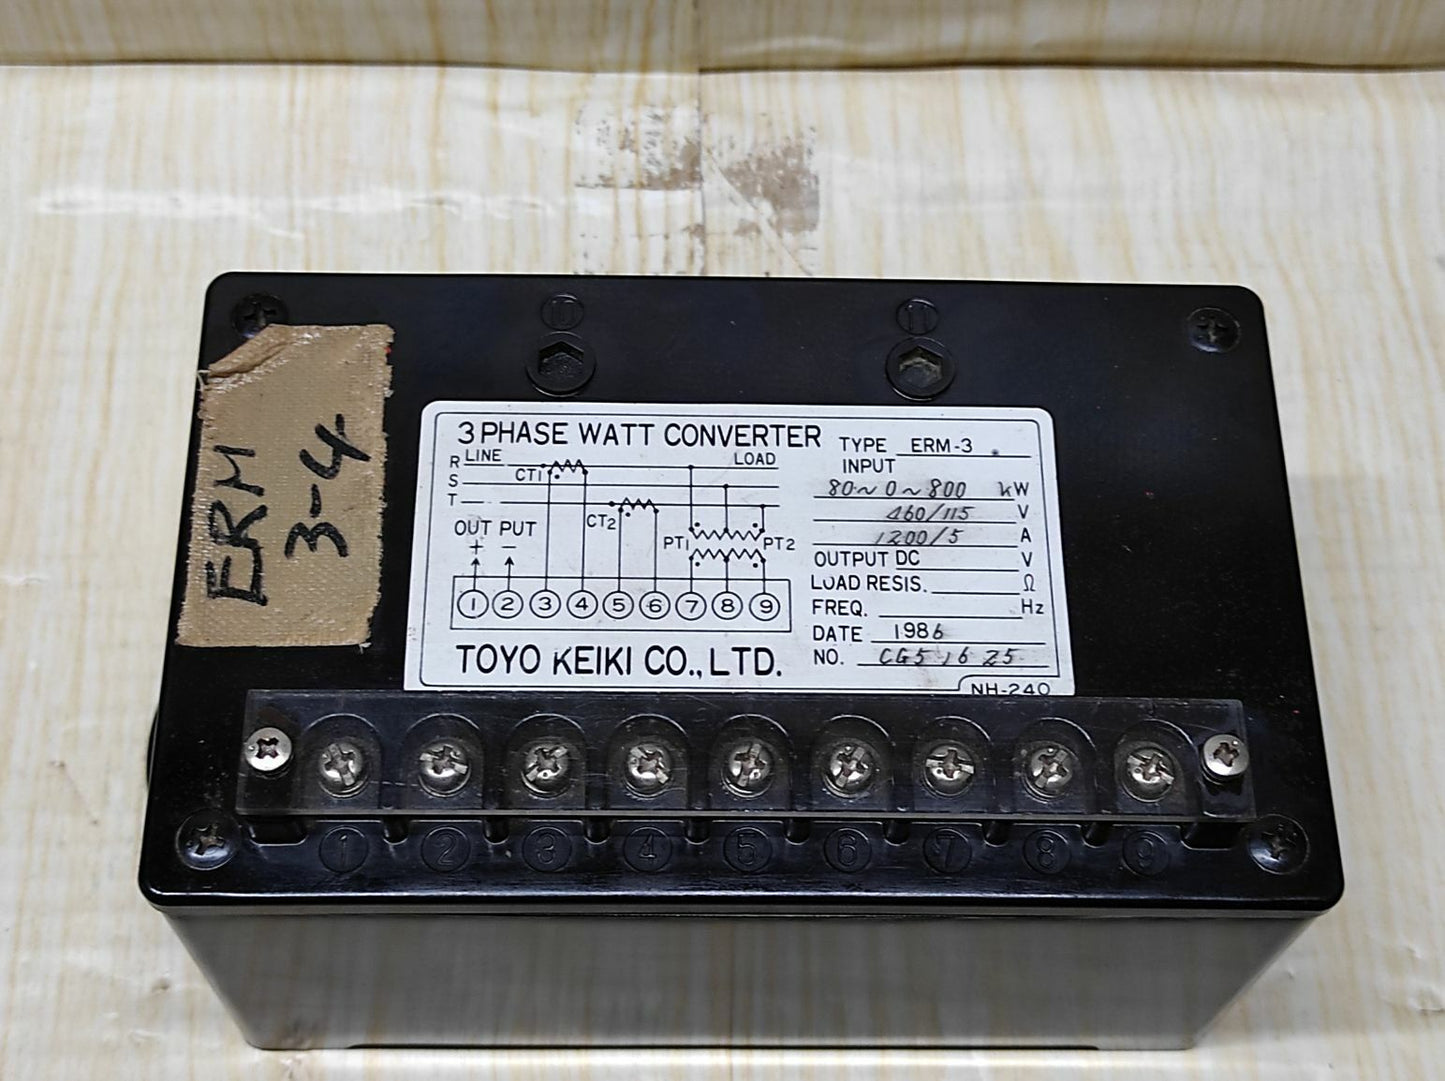 10 11
ERM
3-4
3 PHASE WATT CONVERTER
R LINE LOAD
S
T
CT1
CT2
OUT PUT
+ −
PT1 PT2
1 2 3 4 5 6 7 8 9
TOYO KEIKI CO., LTD.
TYPE ERM-3
INPUT
80~0~800 kW
460/115 V
1200/5 A
OUTPUT DC V
LOAD RESIS. Ω
FREQ. Hz
DATE 1986
NO. CG51625
NH-240
1 2 3 4 5 6 7 8 9